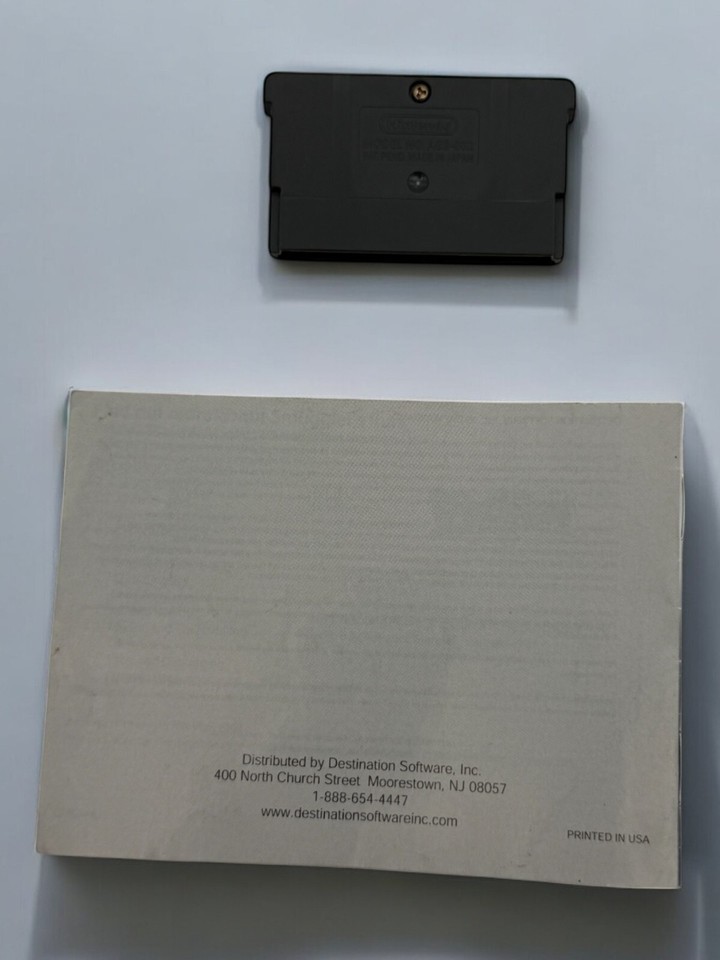 Nintendo
Distributed by Destination Software, Inc.
400 North Church Street Moorestown, NJ 08057
1-888-654-4447
www.destinationsoftwareinc.com
PRINTED IN USA